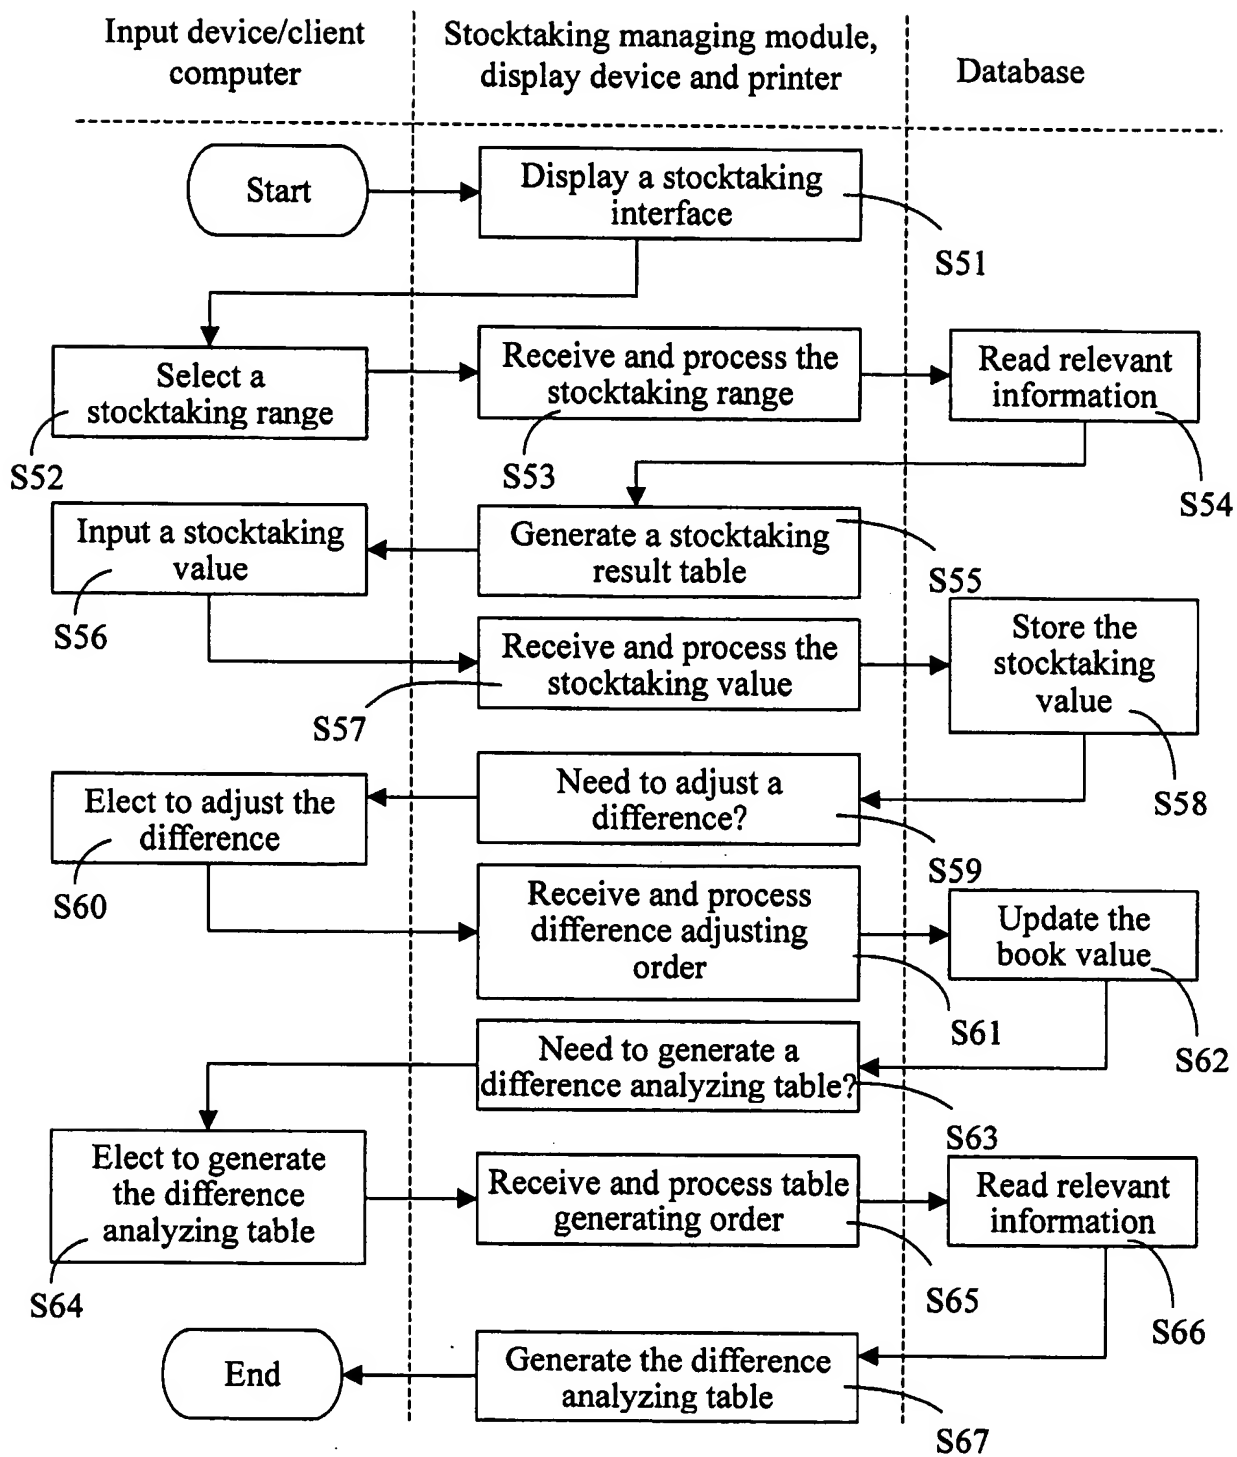 Input device/client
computer
Stocktaking managing module,
display device and printer
Database
Start
Display a stocktaking
interface
S51
Select a
stocktaking range
S52
Receive and process the
stocktaking range
S53
Read relevant
information
S54
Generate a stocktaking
result table
S55
Input a stocktaking
value
S56
Receive and process the
stocktaking value
S57
Store the
stocktaking
value
S58
Need to adjust a
difference?
S59
Elect to adjust the
difference
S60
Receive and process
difference adjusting
order
S61
Update the
book value
S62
Need to generate a
difference analyzing table?
S63
Elect to generate
the difference
analyzing table
S64
Receive and process table
generating order
S65
Read relevant
information
S66
Generate the difference
analyzing table
S67
End